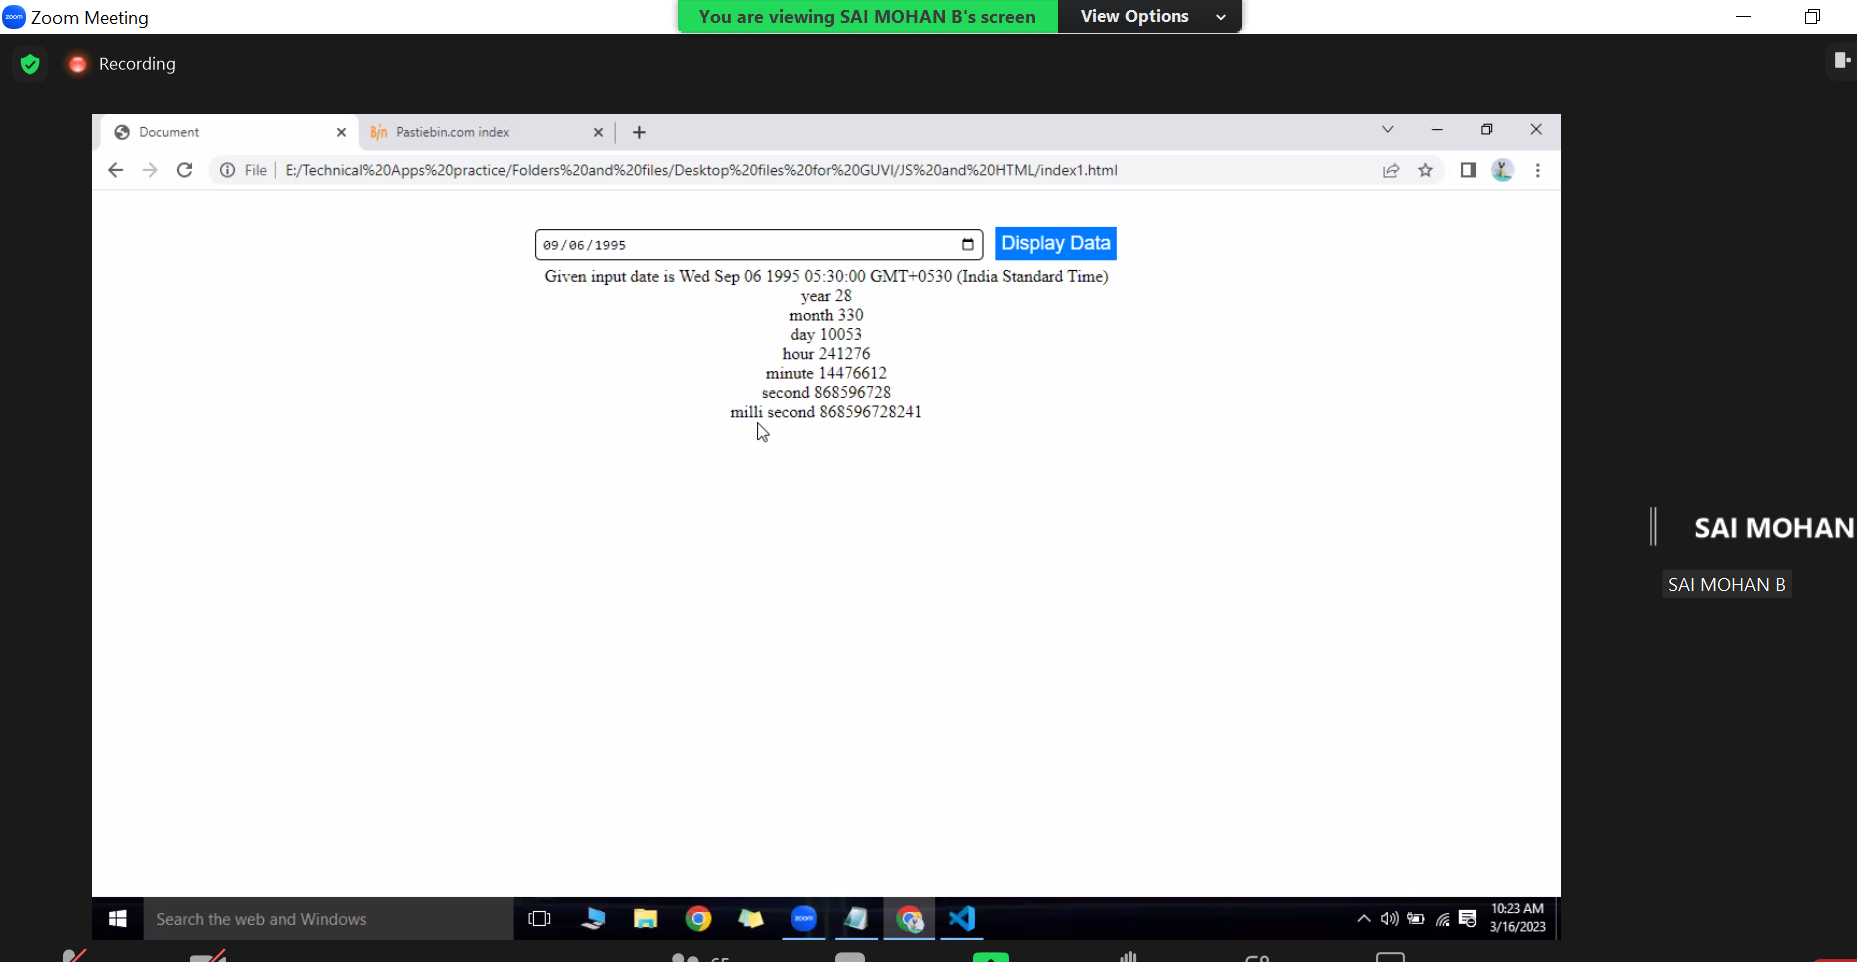 Zoom Meeting
You are viewing SAI MOHAN B's screen View Options
Recording
Document
Bin Pastiebin.com index
File E:/Technical%20Apps%20practice/Folders%20and%20files/Desktop%20files%20for%20GUVI/JS%20and%20HTML/index1.html
09/06/1995 Display Data
Given input date is Wed Sep 06 1995 05:30:00 GMT+0530 (India Standard Time)
year 28
month 330
day 10053
hour 241276
minute 14476612
second 868596728
milli second 868596728241
SAI MOHAN
SAI MOHAN B
Search the web and Windows
zoom
10:23 AM
3/16/2023